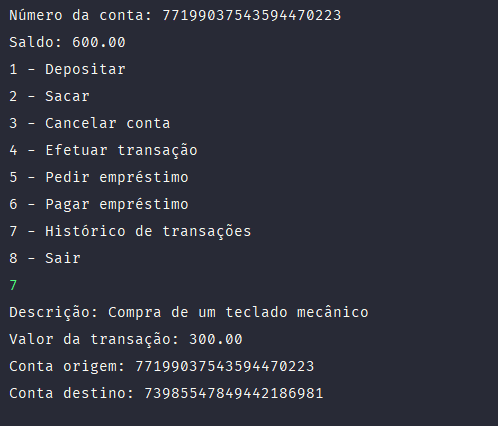 Número da conta: 77199037543594470223
Saldo: 600.00
1 - Depositar
2 - Sacar
3 - Cancelar conta
4 - Efetuar transação
5 - Pedir empréstimo
6 - Pagar empréstimo
7 - Histórico de transações
8 - Sair
7
Descrição: Compra de um teclado mecânico
Valor da transação: 300.00
Conta origem: 77199037543594470223
Conta destino: 73985547849442186981